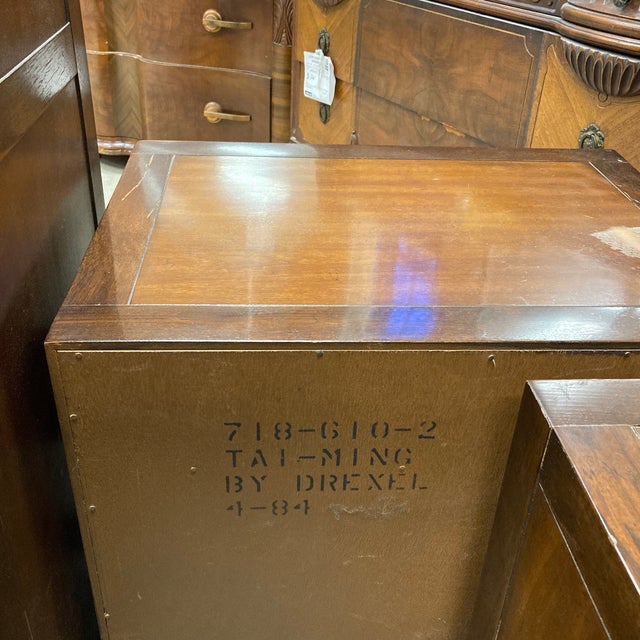 718-610-2
TAI-MING
BY DREXEL
4-84